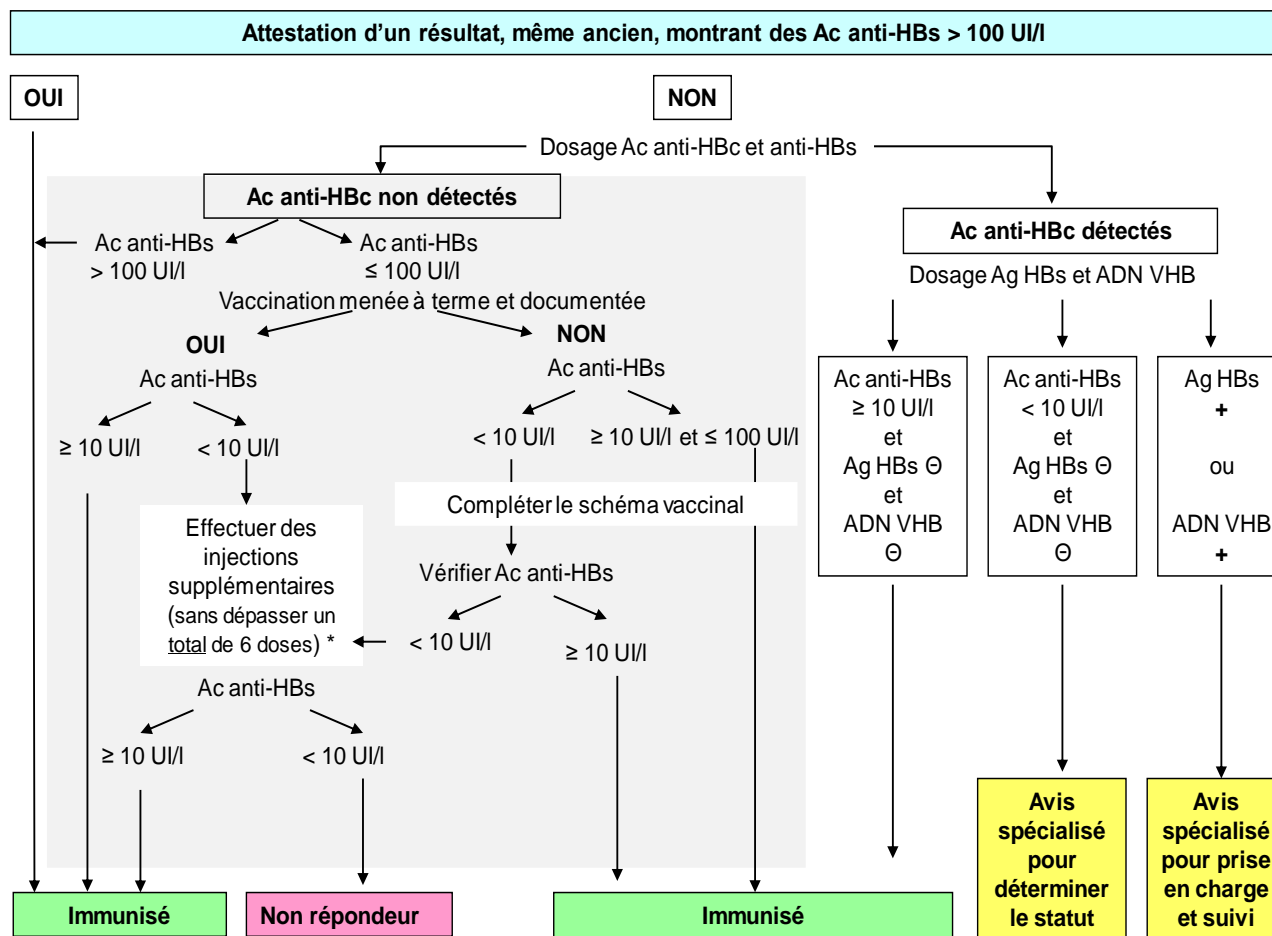 Attestation d'un résultat, même ancien, montrant des Ac anti-HBs > 100 UI/l
OUI
NON
Dosage Ac anti-HBc et anti-HBs
Ac anti-HBc non détectés
Ac anti-HBs
> 100 UI/l
Ac anti-HBs
≤ 100 UI/l
Vaccination menée à terme et documentée
OUI
Ac anti-HBs
≥ 10 UI/l
< 10 UI/l
NON
Ac anti-HBs
< 10 UI/l
≥ 10 UI/l et ≤ 100 UI/l
Effectuer des
injections
supplémentaires
(sans dépasser un
total de 6 doses) *
Compléter le schéma vaccinal
Vérifier Ac anti-HBs
< 10 UI/l
≥ 10 UI/l
Ac anti-HBs
≥ 10 UI/l
< 10 UI/l
Ac anti-HBc détectés
Dosage Ag HBs et ADN VHB
Ac anti-HBs
≥ 10 UI/l
et
Ag HBs Θ
et
ADN VHB
Θ
Ac anti-HBs
< 10 UI/l
et
Ag HBs Θ
et
ADN VHB
Θ
Ag HBs
+
ou
ADN VHB
+
Immunisé
Non répondeur
Immunisé
Avis
spécialisé
pour
déterminer
le statut
Avis
spécialisé
pour prise
en charge
et suivi